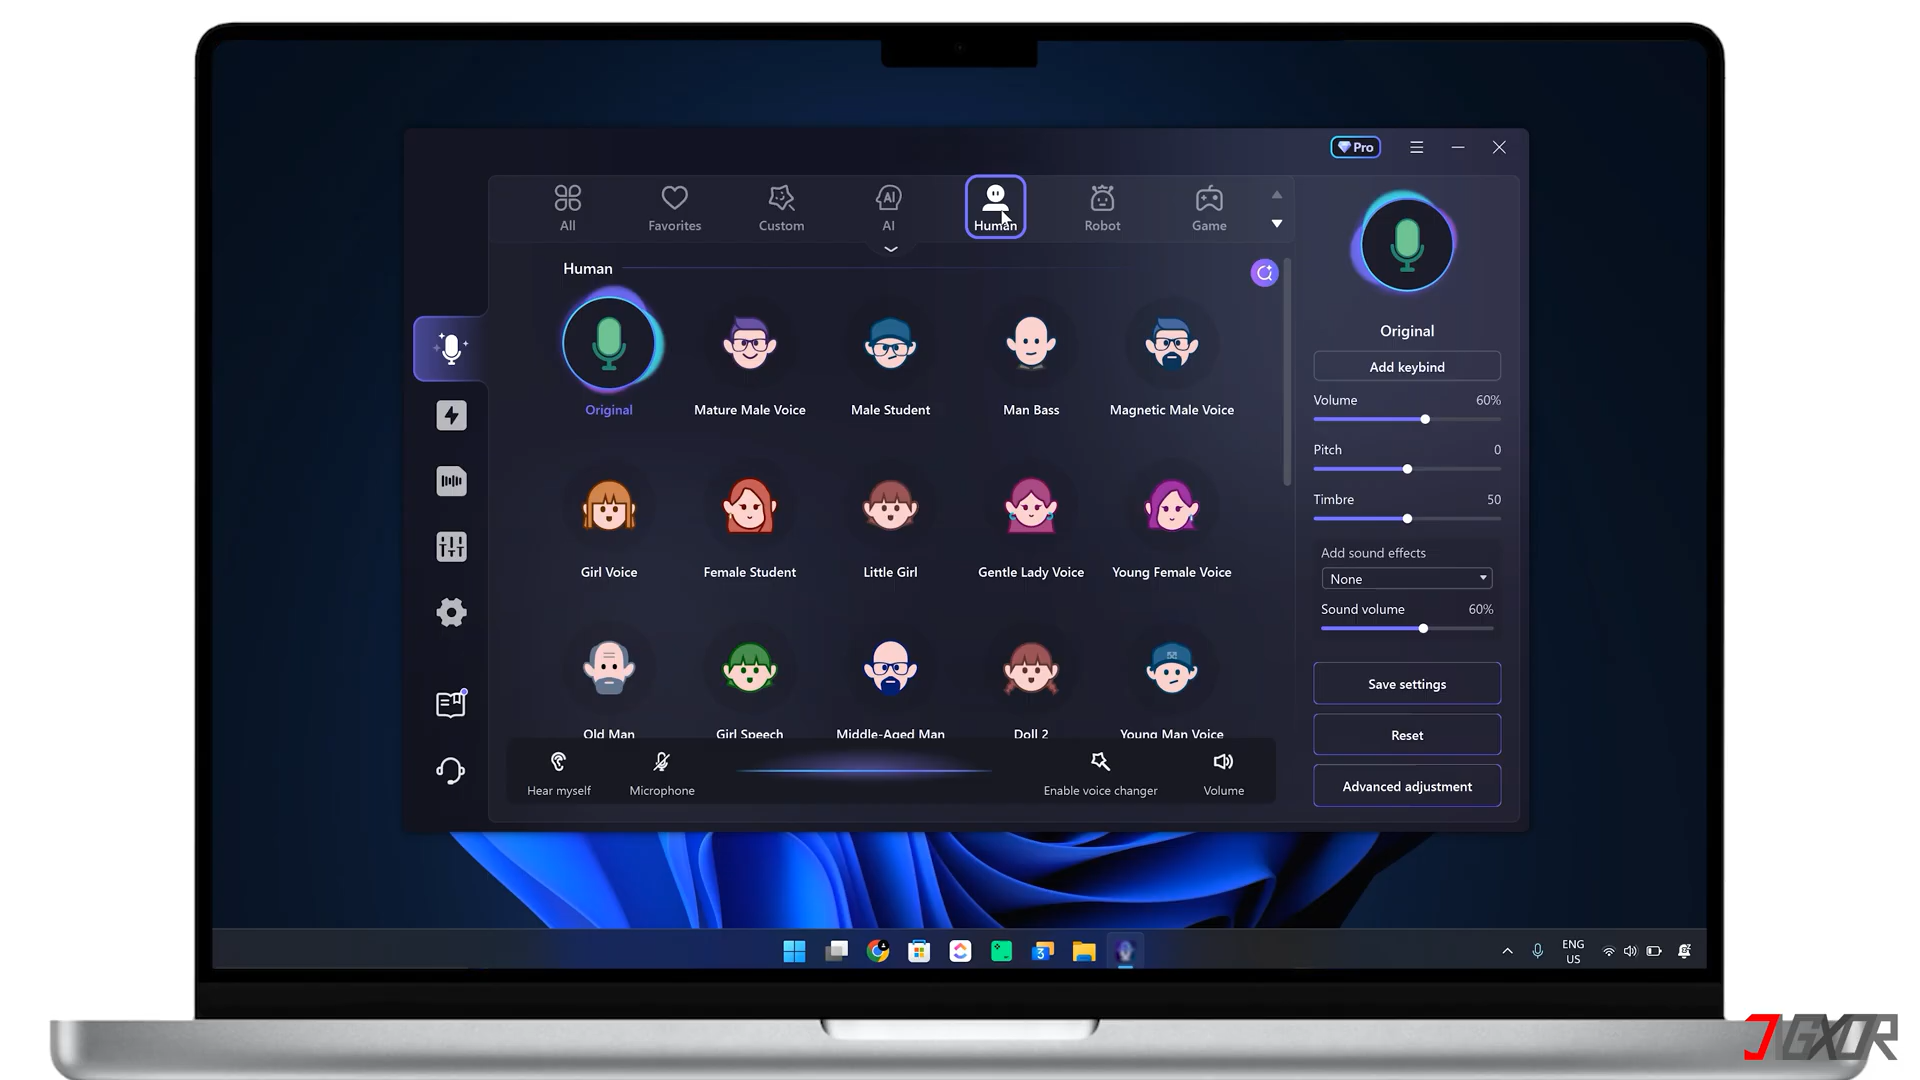 Pro
All
Favorites
Custom
AI
AI
Human
Robot
Game
Human
Original
Mature Male Voice
Male Student
Man Bass
Magnetic Male Voice
Girl Voice
Female Student
Little Girl
Gentle Lady Voice
Young Female Voice
Old Man
Girl Speech
Middle-Aged Man
Doll 2
Young Man Voice
Hear myself
Microphone
Enable voice changer
Volume
Original
Add keybind
Volume 60%
Pitch 0
Timbre 50
Add sound effects
None
Sound volume 60%
Save settings
Reset
Advanced adjustment
3
ENG
US
JGXOR